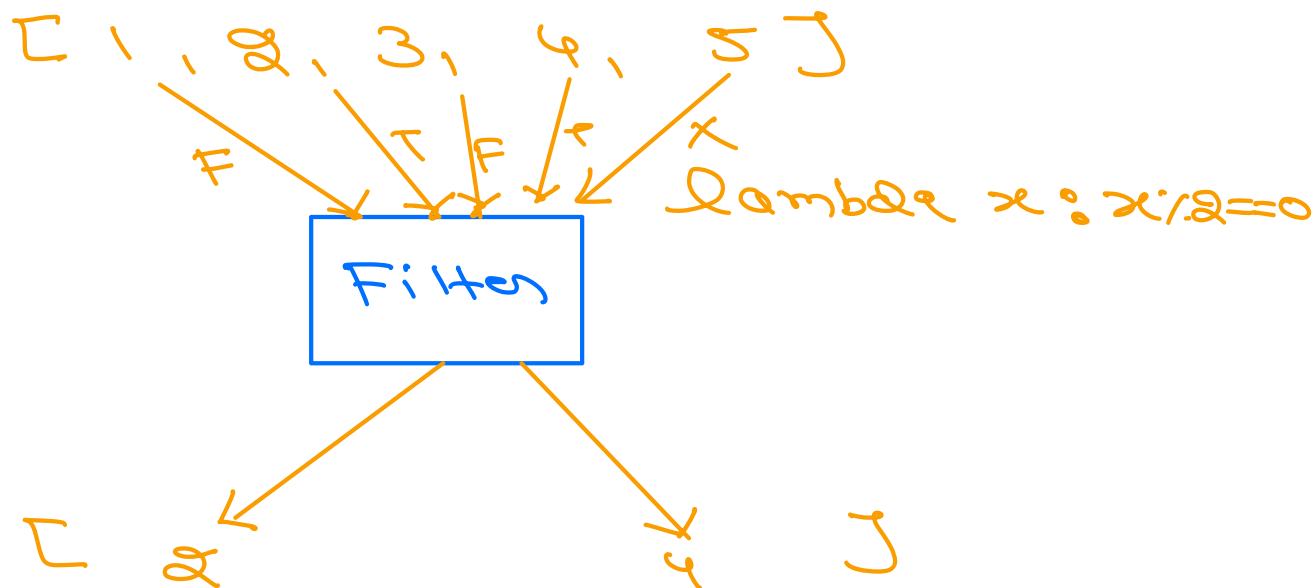 [ 1, 2, 3, 4, 5 ]
F T F T X
lambda x : x%2==0
Filter
[ 2 4 ]